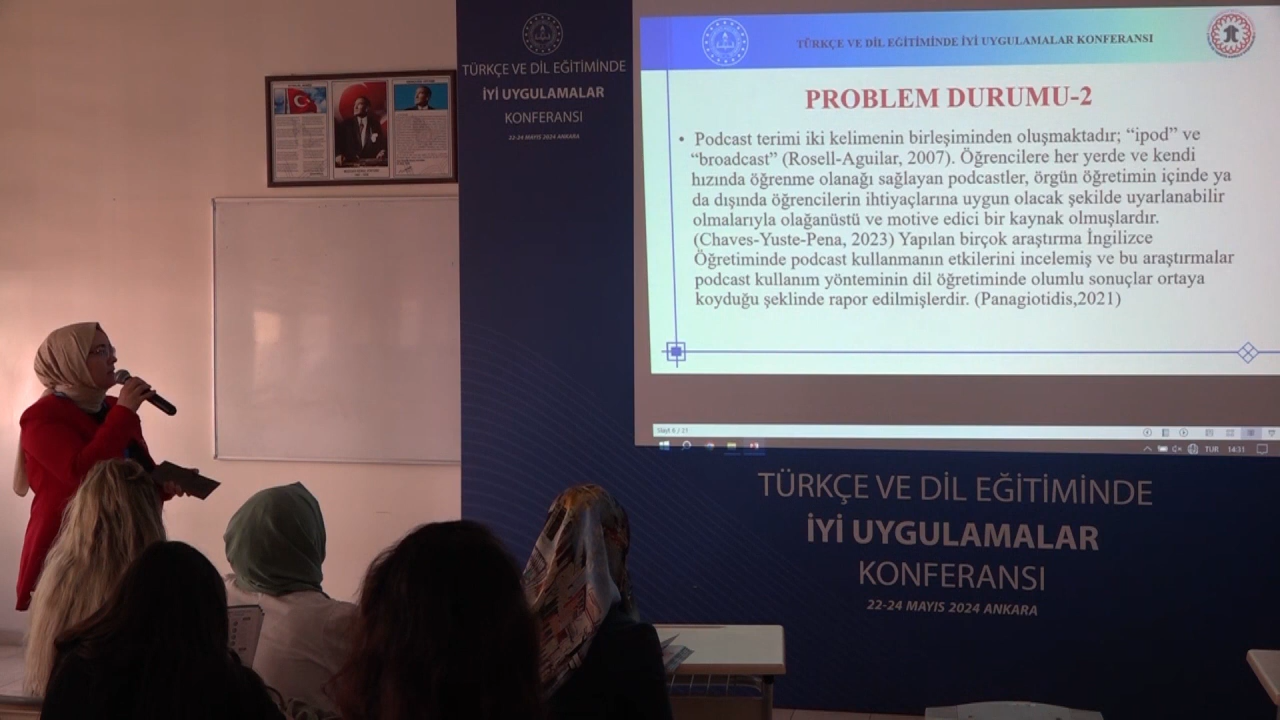 TÜRKÇE VE DİL EĞİTİMİNDE
İYİ UYGULAMALAR
KONFERANSI
22-24 MAYIS 2024 ANKARA
TÜRKÇE VE DİL EĞİTİMİNDE İYİ UYGULAMALAR KONFERANSI
PROBLEM DURUMU-2
• Podcast terimi iki kelimenin birleşiminden oluşmaktadır; “ipod” ve
“broadcast” (Rosell-Aguilar, 2007). Öğrencilere her yerde ve kendi
hızında öğrenme olanağı sağlayan podcastler, örgün öğretimin içinde ya
da dışında öğrencilerin ihtiyaçlarına uygun olacak şekilde uyarlanabilir
olmalarıyla olağanüstü ve motive edici bir kaynak olmuşlardır.
(Chaves-Yuste-Pena, 2023) Yapılan birçok araştırma İngilizce
Öğretiminde podcast kullanmanın etkilerini incelemiş ve bu araştırmalar
podcast kullanım yönteminin dil öğretiminde olumlu sonuçlar ortaya
koyduğu şeklinde rapor edilmişlerdir. (Panagiotidis,2021)
Slayt 6 / 21
TUR 14:31
TÜRKÇE VE DİL EĞİTİMİNDE
İYİ UYGULAMALAR
KONFERANSI
22-24 MAYIS 2024 ANKARA